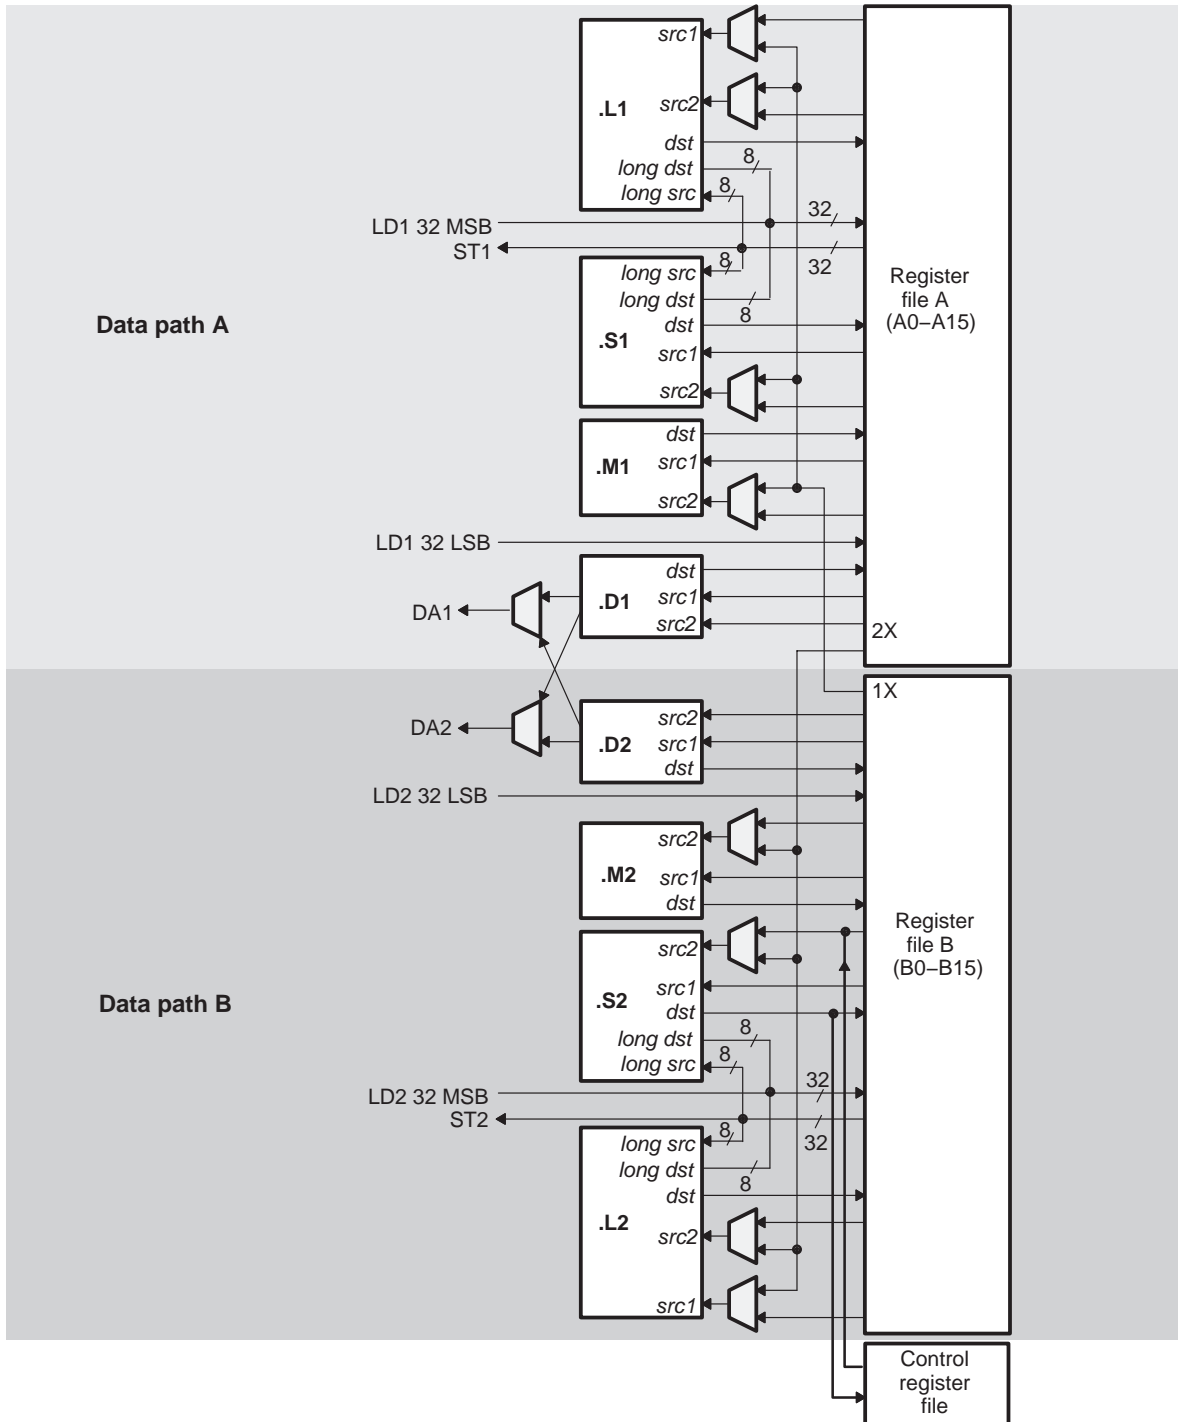 src1
.L1
src2
dst
long dst
8
long src
8
LD1 32 MSB
32
ST1
32
8
long src
long dst
8
dst
.S1
src1
src2
Data path A
Register
file A
(A0–A15)
dst
.M1
src1
src2
LD1 32 LSB
dst
.D1
src1
src2
DA1
2X
1X
DA2
src2
.D2
src1
dst
LD2 32 LSB
src2
.M2
src1
dst
Register
file B
(B0–B15)
src2
src1
.S2
dst
long dst
8
long src
8
Data path B
LD2 32 MSB
32
ST2
32
8
long src
long dst
8
dst
.L2
src2
src1
Control
register
file